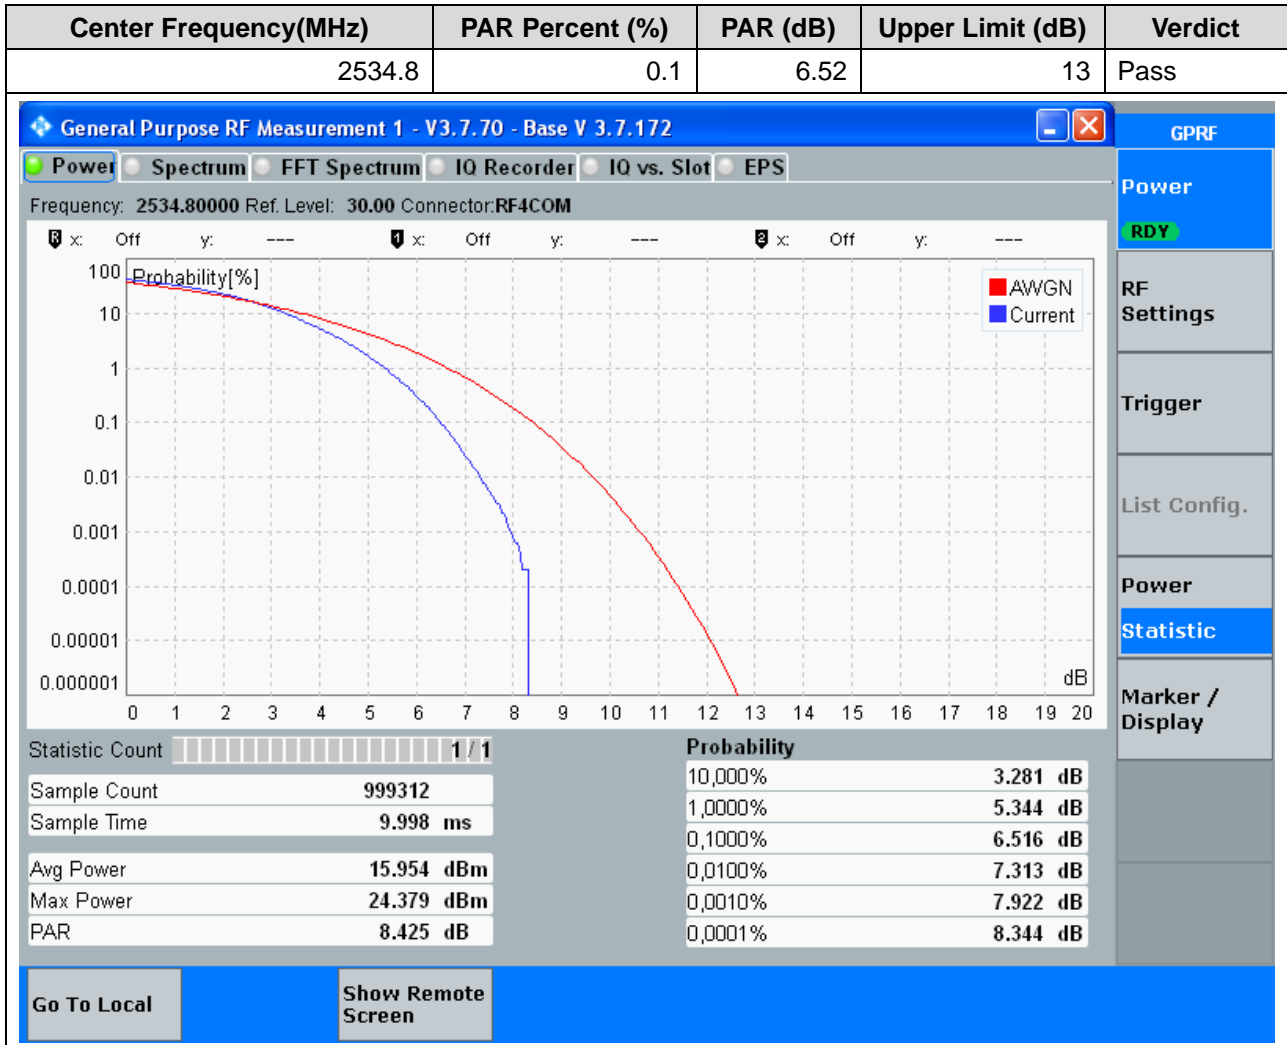 Center Frequency(MHz) PAR Percent (%) PAR (dB) Upper Limit (dB) Verdict
2534.8 0.1 6.52 13 Pass
General Purpose RF Measurement 1 - V3.7.70 - Base V 3.7.172
GPRF
Power Spectrum FFT Spectrum IQ Recorder IQ vs. Slot EPS
Frequency: 2534.80000 Ref. Level: 30.00 Connector:RF4COM
R x: Off y: --- 1 x: Off y: --- 2 x: Off y: ---
Probability[%]
AWGN
Current
100
10
1
0.1
0.01
0.001
0.0001
0.00001
0.000001
dB
0 1 2 3 4 5 6 7 8 9 10 11 12 13 14 15 16 17 18 19 20
Statistic Count 1 / 1
Sample Count 999312
Sample Time 9.998 ms
Avg Power 15.954 dBm
Max Power 24.379 dBm
PAR 8.425 dB
Probability
10,000% 3.281 dB
1,0000% 5.344 dB
0,1000% 6.516 dB
0,0100% 7.313 dB
0,0010% 7.922 dB
0,0001% 8.344 dB
Power
RDY
RF
Settings
Trigger
List Config.
Power
Statistic
Marker /
Display
Go To Local
Show Remote
Screen